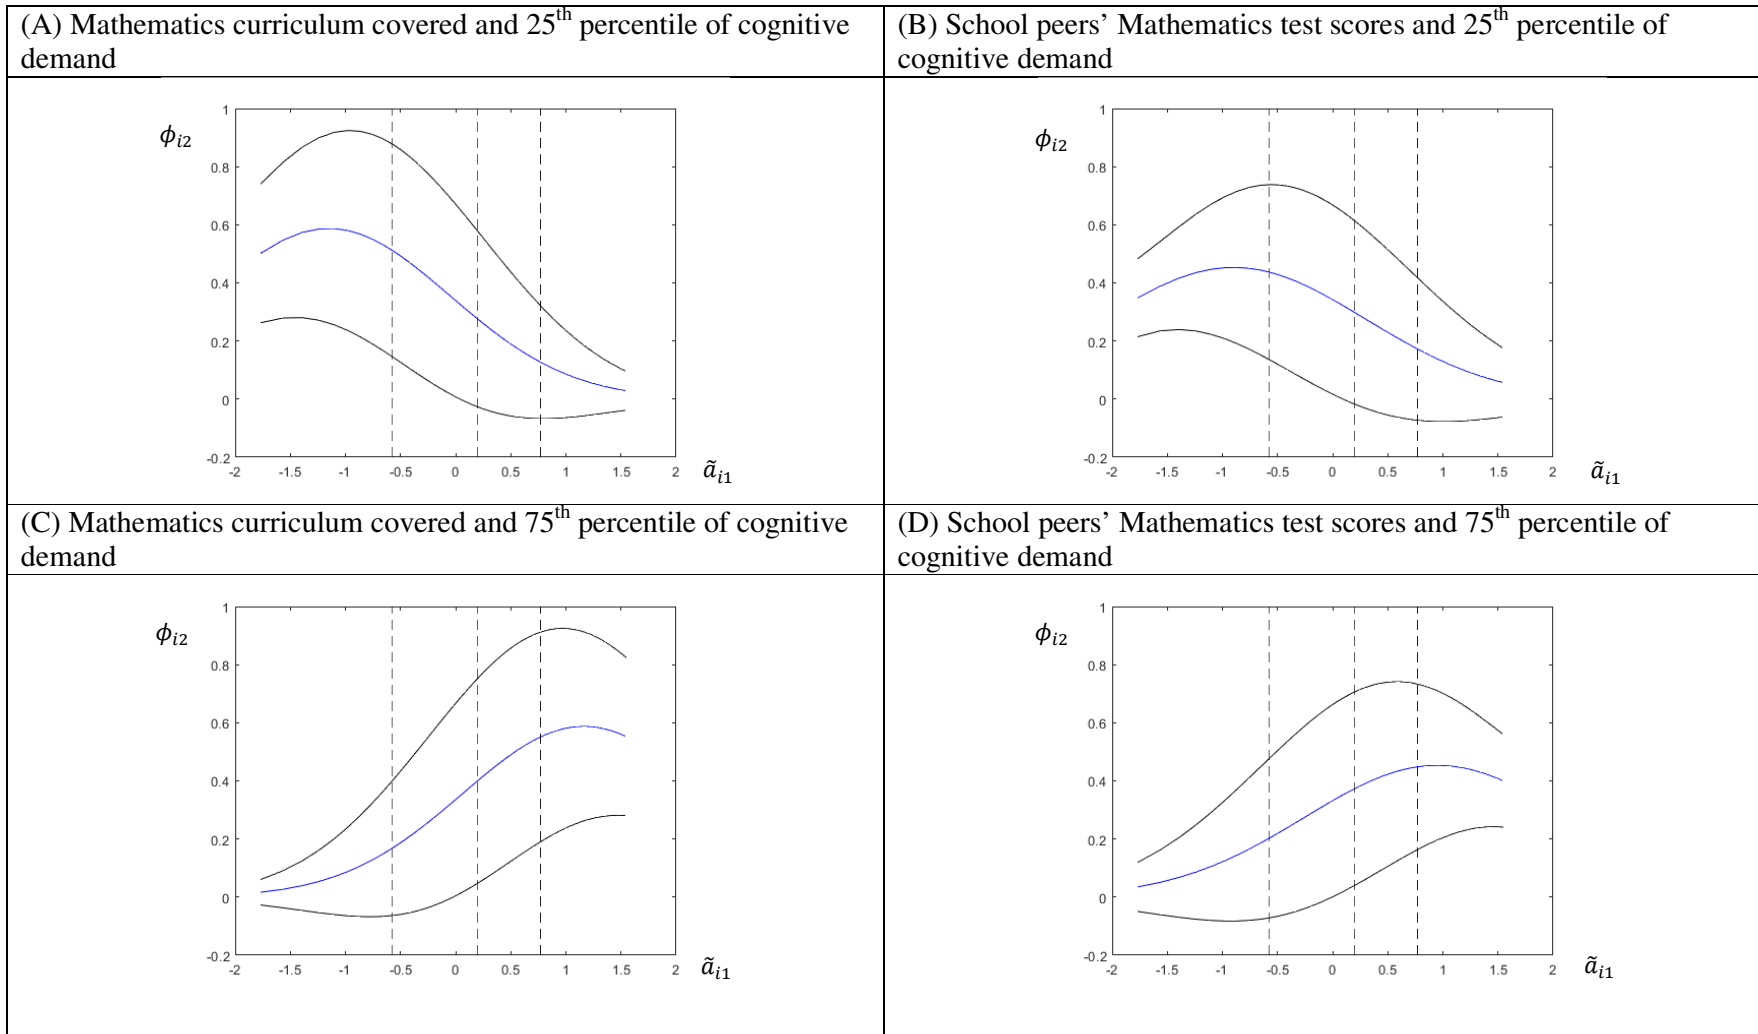 (A) Mathematics curriculum covered and 25th percentile of cognitive
demand
(B) School peers’ Mathematics test scores and 25th percentile of
cognitive demand
ϕi2
1
0.8
0.6
0.4
0.2
0
-0.2
-2 -1.5 -1 -0.5 0 0.5 1 1.5 2
ãi1
ϕi2
1
0.8
0.6
0.4
0.2
0
-0.2
-2 -1.5 -1 -0.5 0 0.5 1 1.5 2
ãi1
(C) Mathematics curriculum covered and 75th percentile of cognitive
demand
(D) School peers’ Mathematics test scores and 75th percentile of
cognitive demand
ϕi2
1
0.8
0.6
0.4
0.2
0
-0.2
-2 -1.5 -1 -0.5 0 0.5 1 1.5 2
ãi1
ϕi2
1
0.8
0.6
0.4
0.2
0
-0.2
-2 -1.5 -1 -0.5 0 0.5 1 1.5 2
ãi1